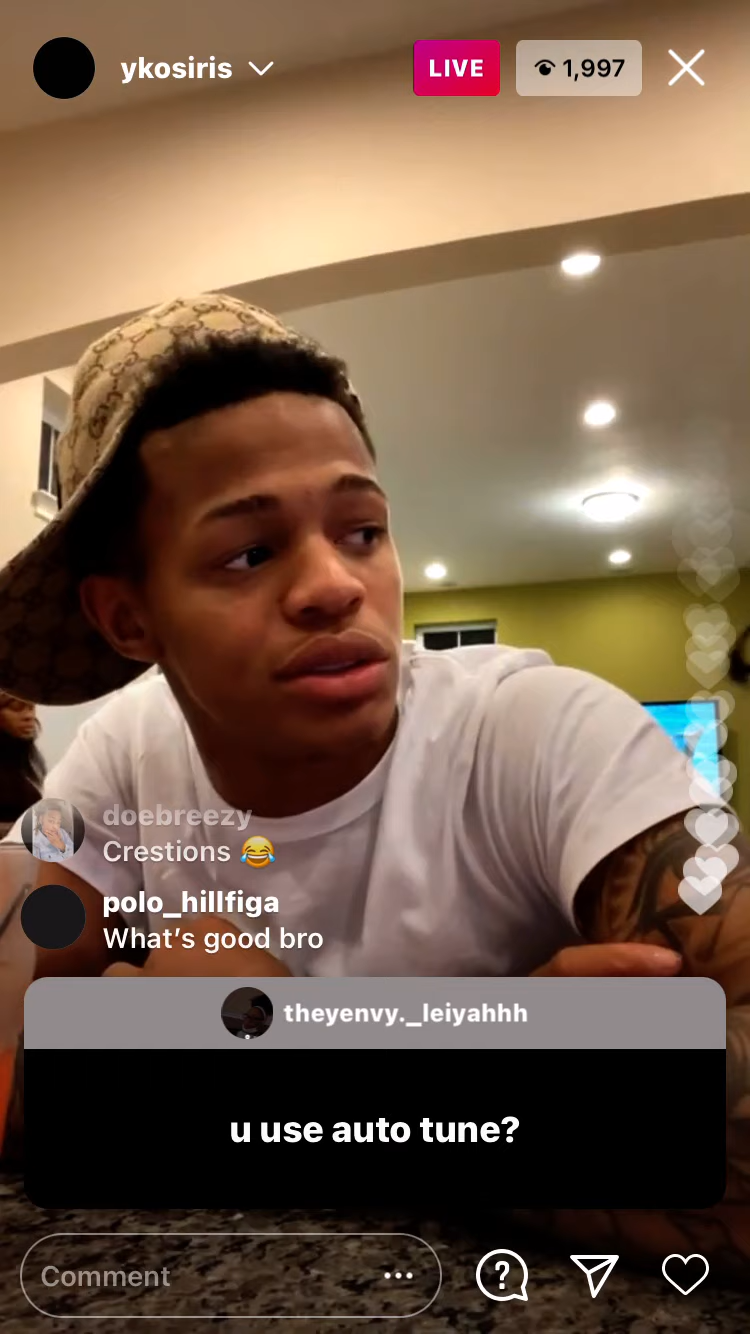 ykosiris
LIVE
1,997
doebreezy
Crestions 😂
polo_hillfiga
What’s good bro
theyenvy._leiyahhh
u use auto tune?
Comment